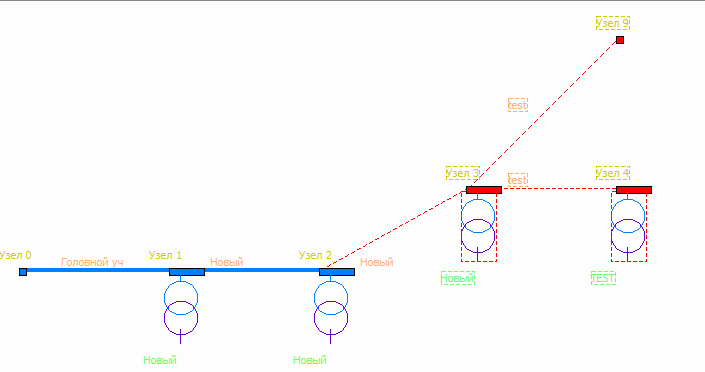 Узел 9
test
Узел 3
test
Узел 4
Узел 0
Головной уч
Узел 1
Новый
Узел 2
Новый
Новый
TEST
Новый
Новый